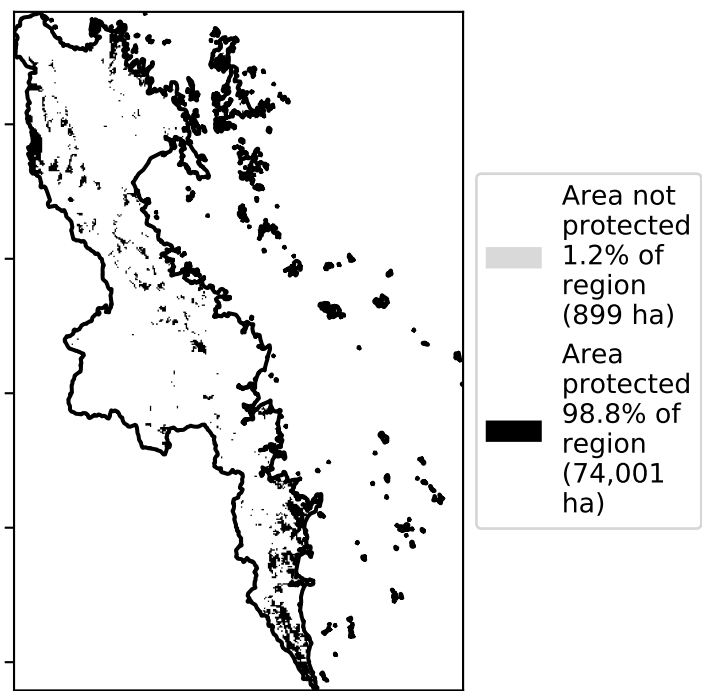 Area not
protected
1.2% of
region
(899 ha)
Area
protected
98.8% of
region
(74,001
ha)